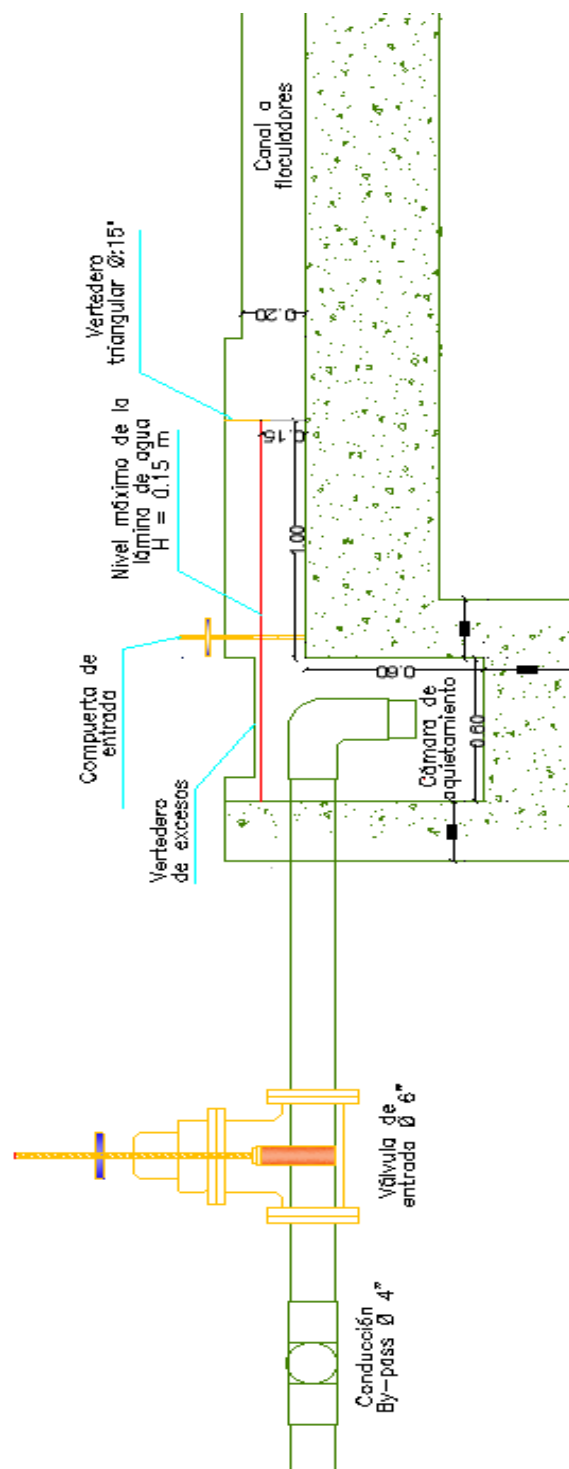 Conducción
By-pass Ø 4"
Válvula de
entrada Ø 6"
Vertedero
de excesos
Compuerta de
entrada
Cámara de
aquietamiento
0.60
0.60
Nivel máximo de la
lámina de agua
H = 0.15 m
1.00
0.15
Vertedero
triangular Ø:15"
0.20
Canal a
floculadores